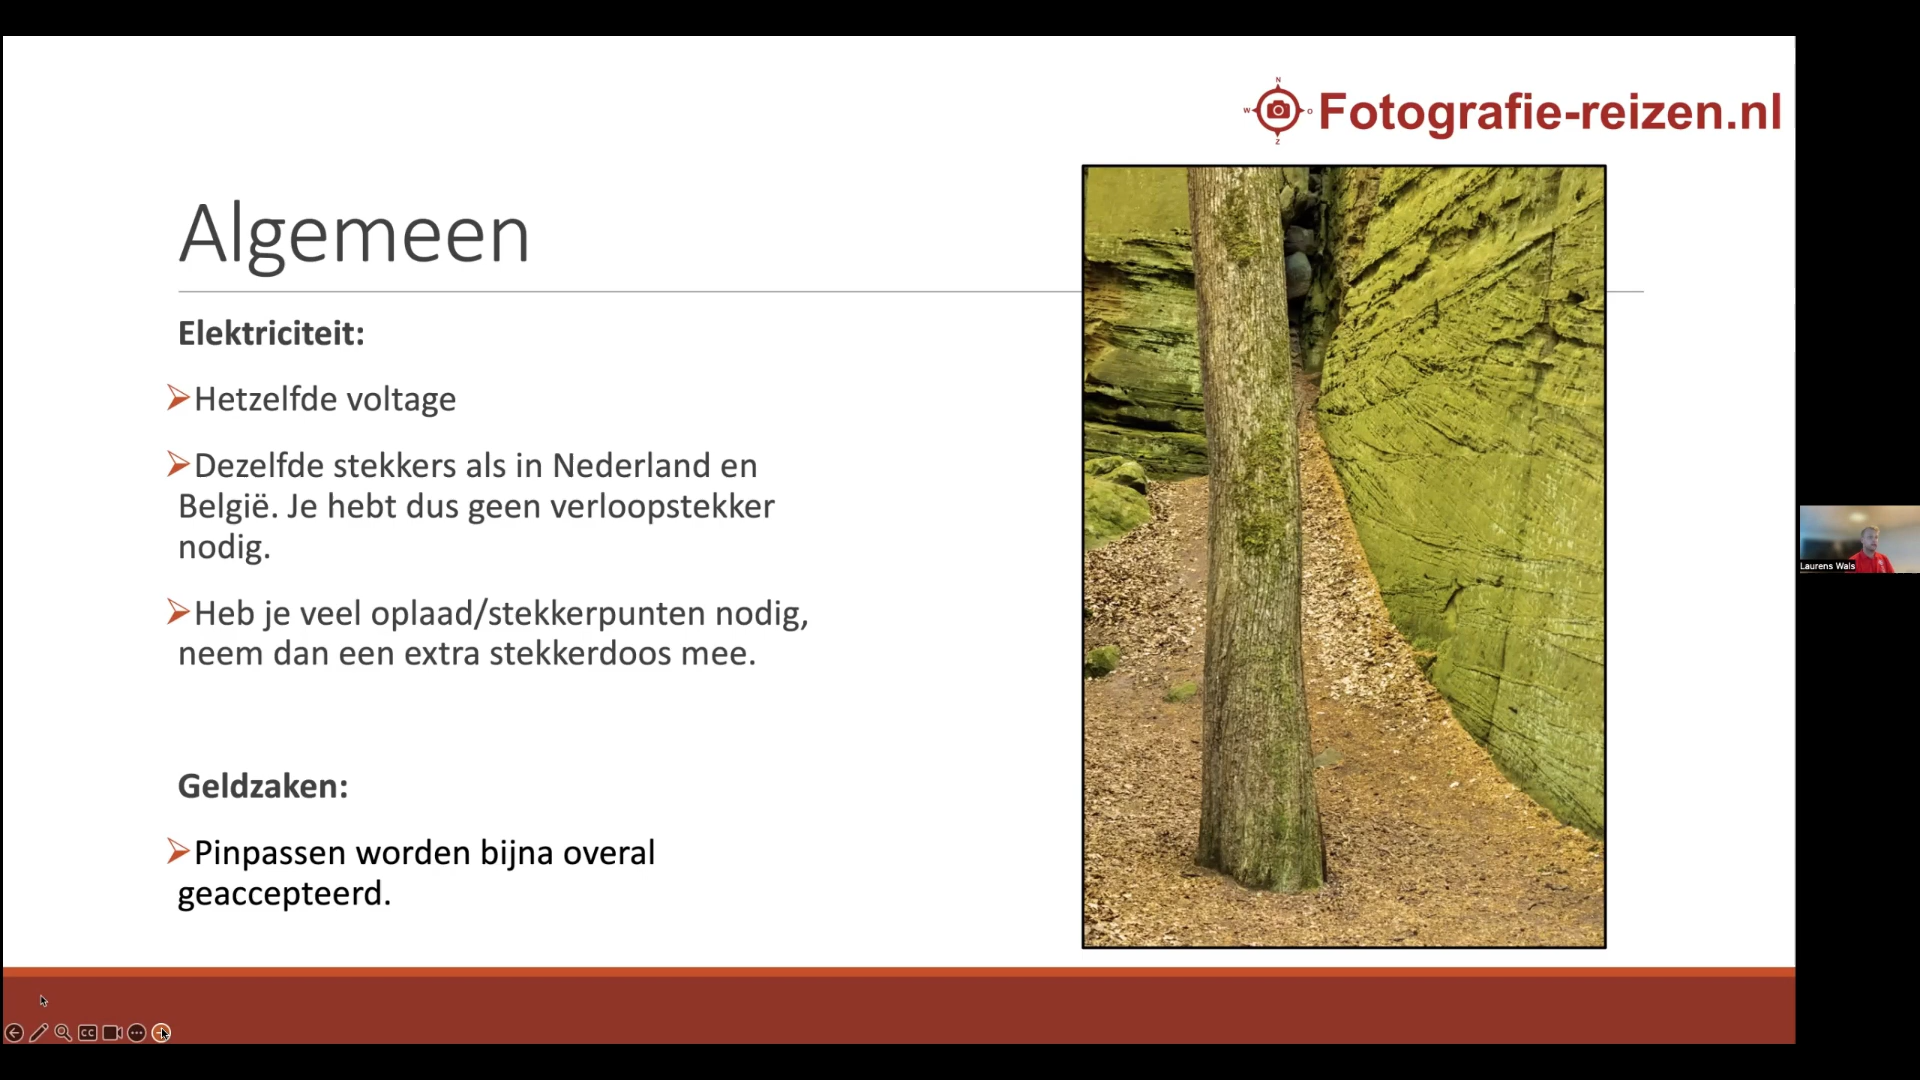 N
W
O
Z
Fotografie-reizen.nl
Algemeen
Elektriciteit:
Hetzelfde voltage
Dezelfde stekkers als in Nederland en
België. Je hebt dus geen verloopstekker
nodig.
Heb je veel oplaad/stekkerpunten nodig,
neem dan een extra stekkerdoos mee.
Geldzaken:
Pinpassen worden bijna overal
geaccepteerd.
Laurens Wals
CC